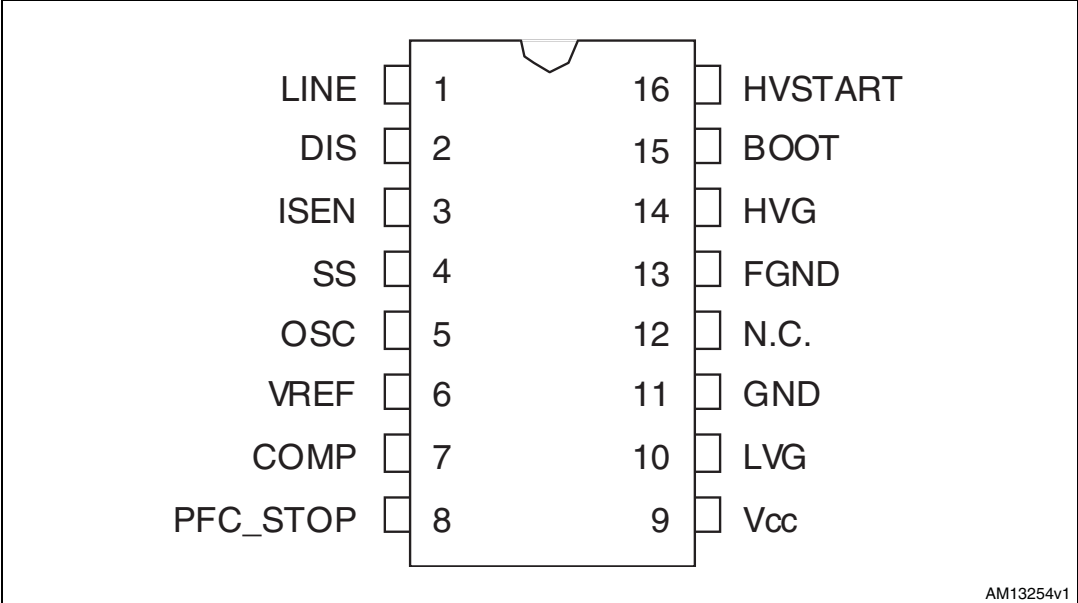 LINE 1 16 HVSTART
DIS 2 15 BOOT
ISEN 3 14 HVG
SS 4 13 FGND
OSC 5 12 N.C.
VREF 6 11 GND
COMP 7 10 LVG
PFC_STOP 8 9 Vcc
AM13254v1